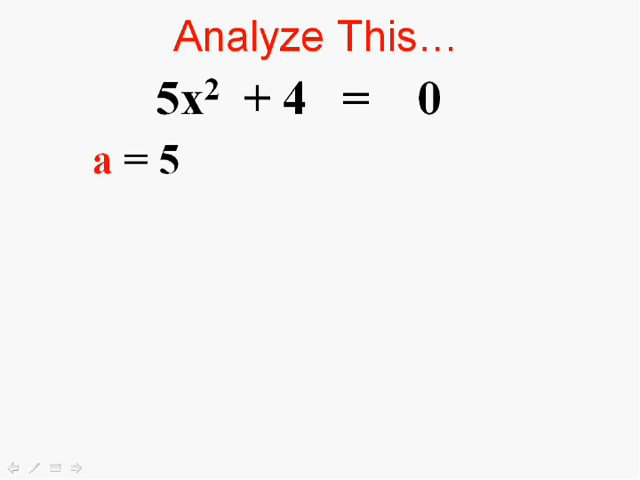 Analyze This...
5x² + 4 = 0
a = 5